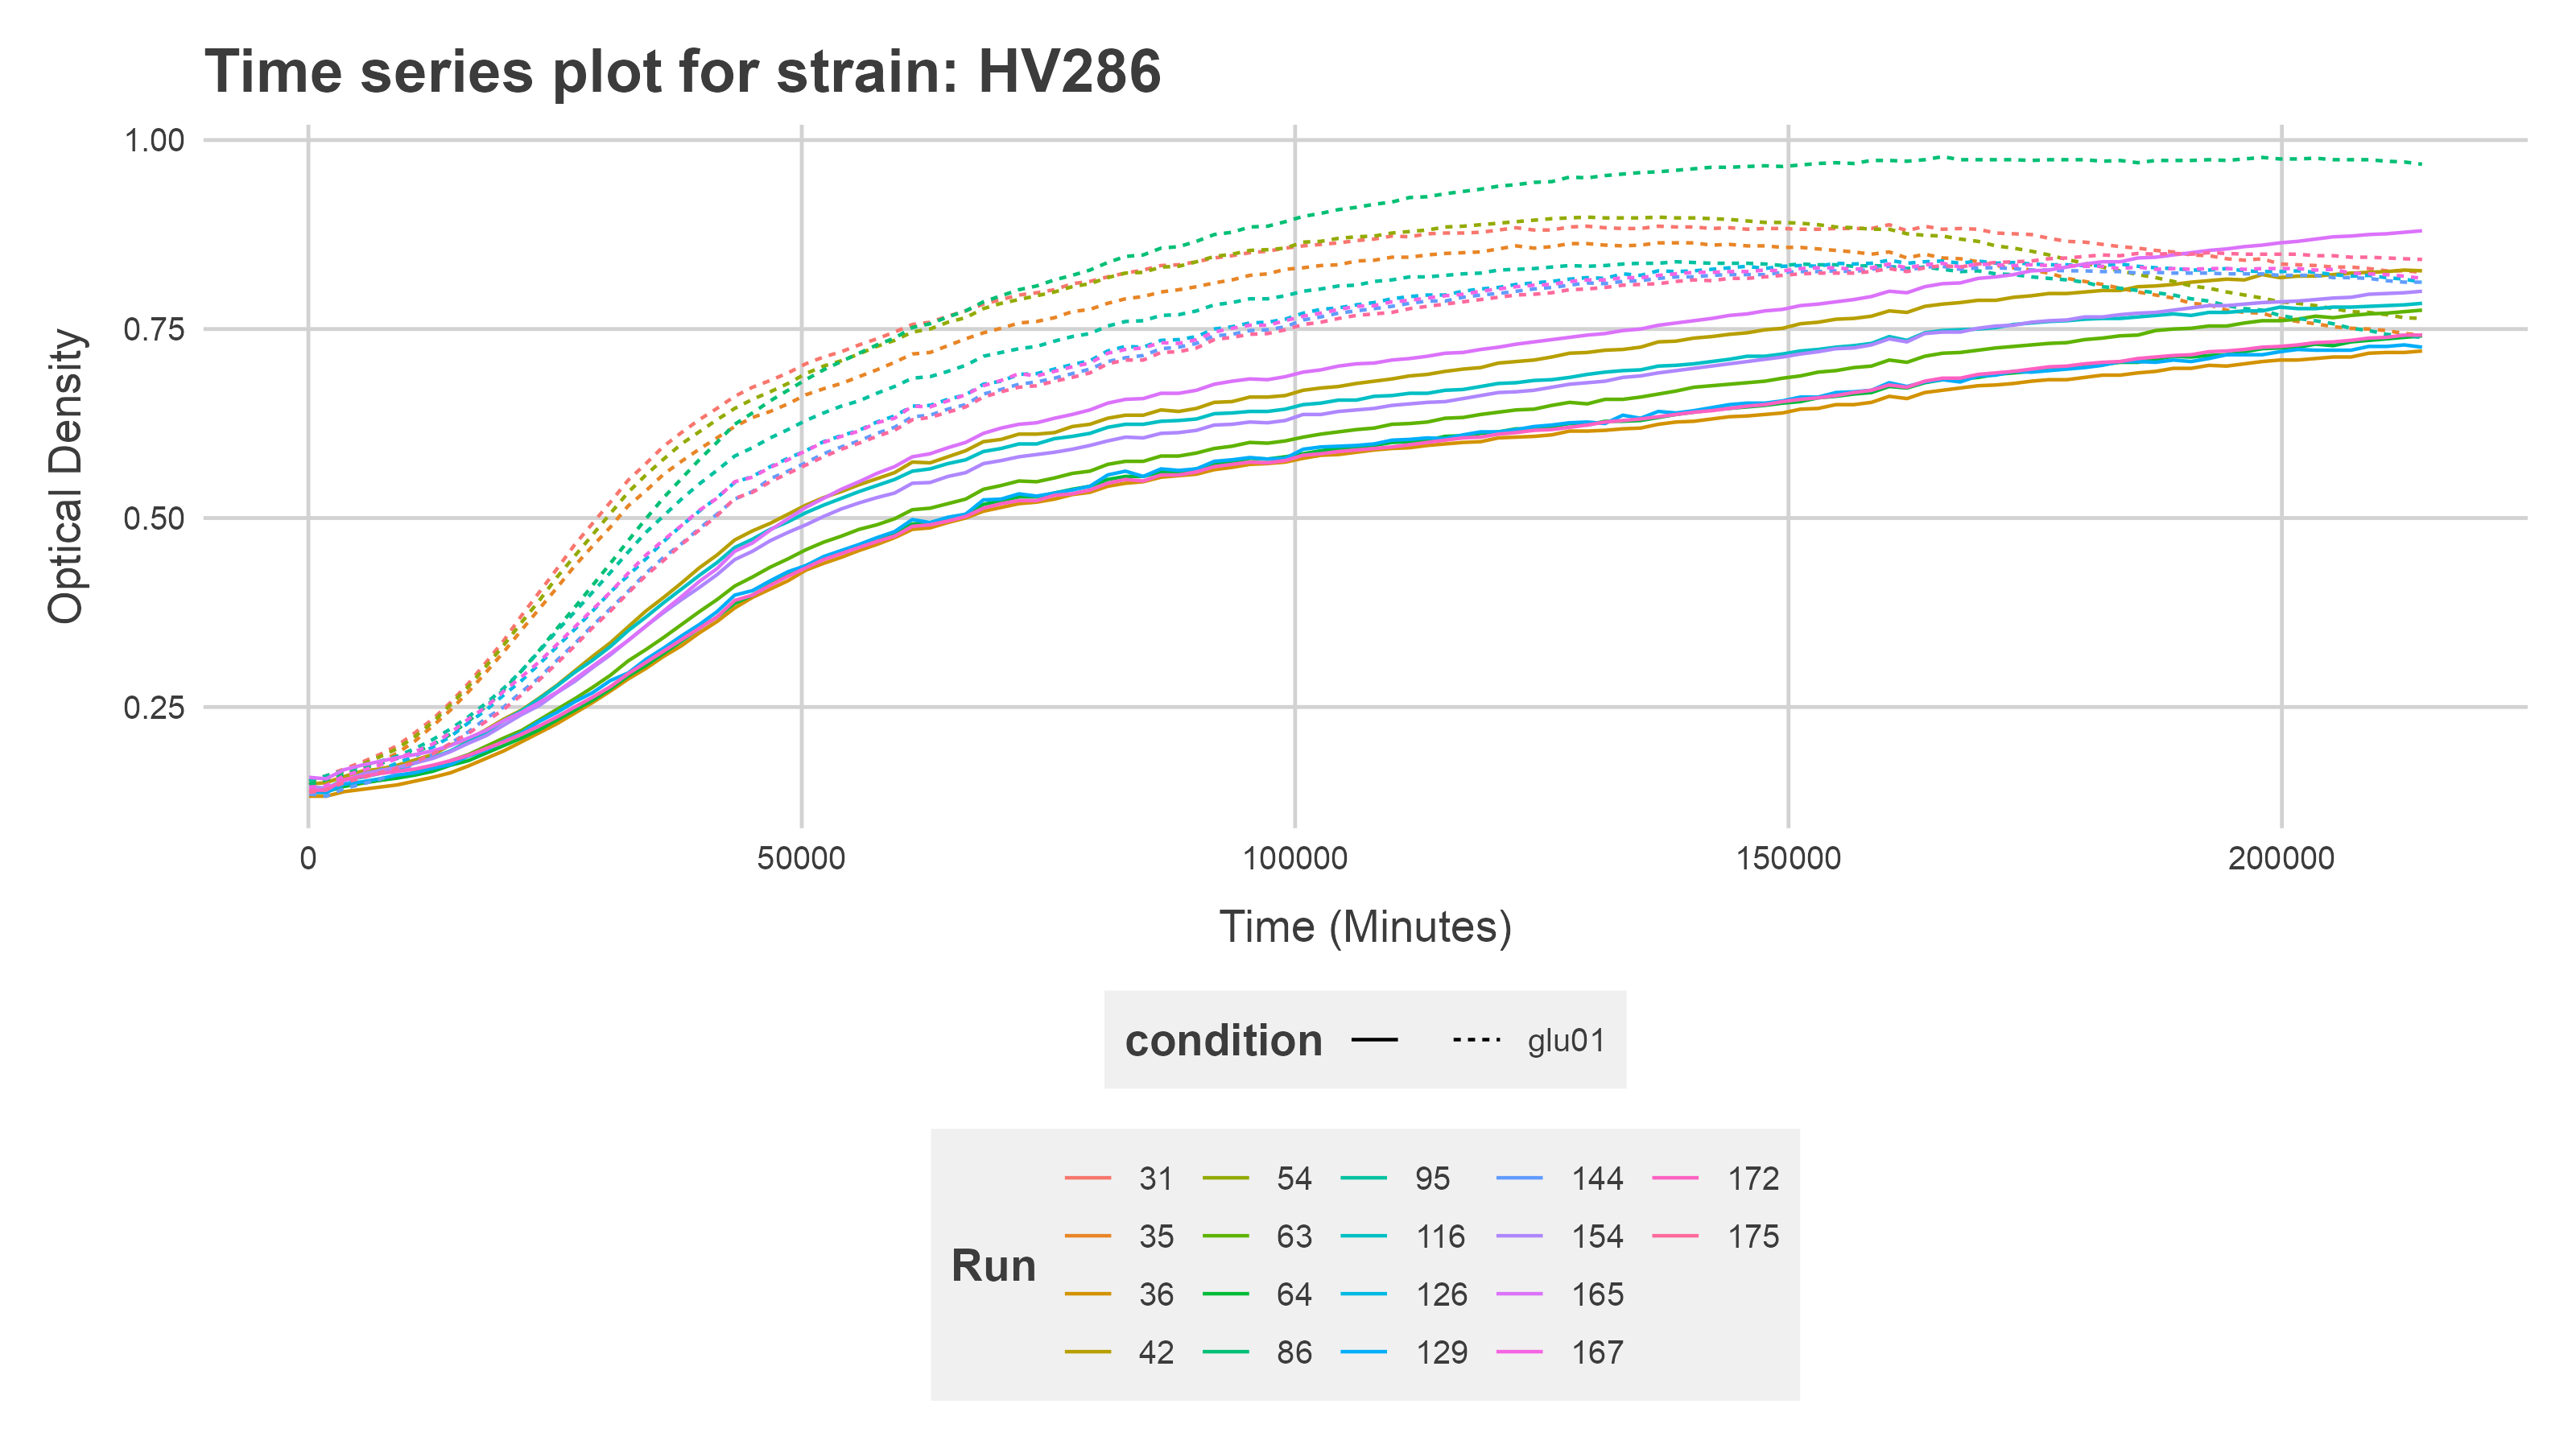 Time series plot for strain: HV286
1.00
0.75
0.50
0.25
Optical Density
0 50000 100000 150000 200000
Time (Minutes)
condition glu01
Run
31 54 95 144 172
35 63 116 154 175
36 64 126 165
42 86 129 167